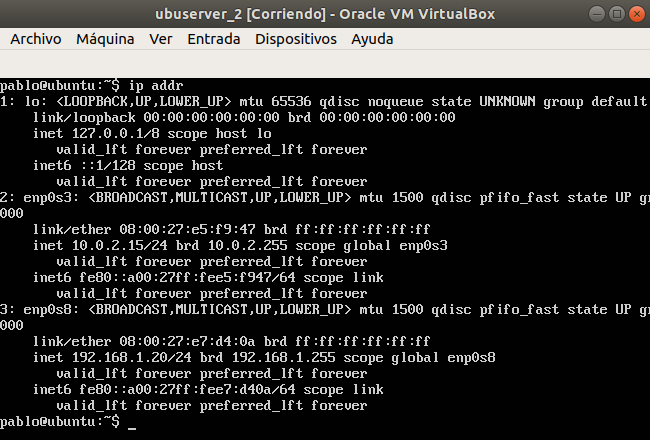 ubuserver_2 [Corriendo] - Oracle VM VirtualBox
Archivo Máquina Ver Entrada Dispositivos Ayuda
pablo@ubuntu:~$ ip addr
1: lo: <LOOPBACK,UP,LOWER_UP> mtu 65536 qdisc noqueue state UNKNOWN group default
    link/loopback 00:00:00:00:00:00 brd 00:00:00:00:00:00
    inet 127.0.0.1/8 scope host lo
       valid_lft forever preferred_lft forever
    inet6 ::1/128 scope host
       valid_lft forever preferred_lft forever
2: enp0s3: <BROADCAST,MULTICAST,UP,LOWER_UP> mtu 1500 qdisc pfifo_fast state UP gr
000
    link/ether 08:00:27:e5:f9:47 brd ff:ff:ff:ff:ff:ff
    inet 10.0.2.15/24 brd 10.0.2.255 scope global enp0s3
       valid_lft forever preferred_lft forever
    inet6 fe80::a00:27ff:fee5:f947/64 scope link
       valid_lft forever preferred_lft forever
3: enp0s8: <BROADCAST,MULTICAST,UP,LOWER_UP> mtu 1500 qdisc pfifo_fast state UP gr
000
    link/ether 08:00:27:e7:d4:0a brd ff:ff:ff:ff:ff:ff
    inet 192.168.1.20/24 brd 192.168.1.255 scope global enp0s8
       valid_lft forever preferred_lft forever
    inet6 fe80::a00:27ff:fee7:d40a/64 scope link
       valid_lft forever preferred_lft forever
pablo@ubuntu:~$ _